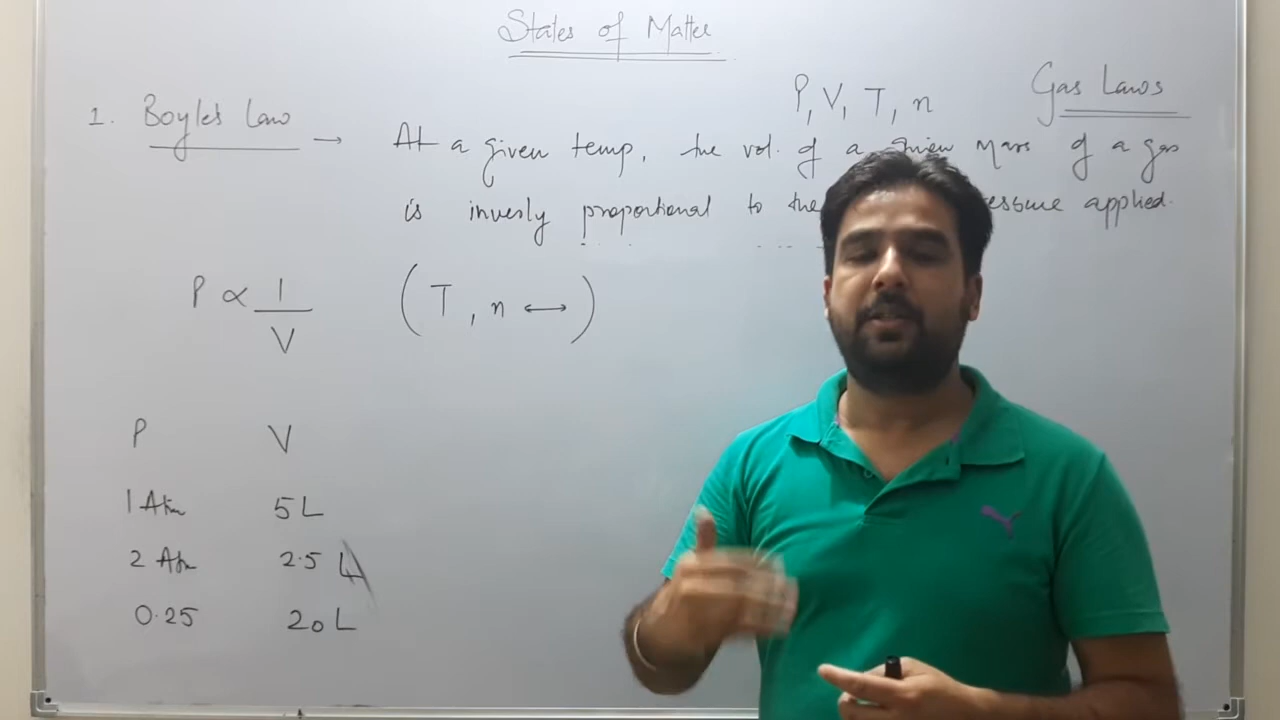 States of Matter
P, V, T, n
Gas Laws
1. Boyle's Law → At a given temp, the vol. of a given mass of a gas
is inversly proportional to the pressure applied.
P ∝ 1/V (T, n ↔)
P V
1 Atm 5 L
2 Atm 2.5 L
0.25 20 L